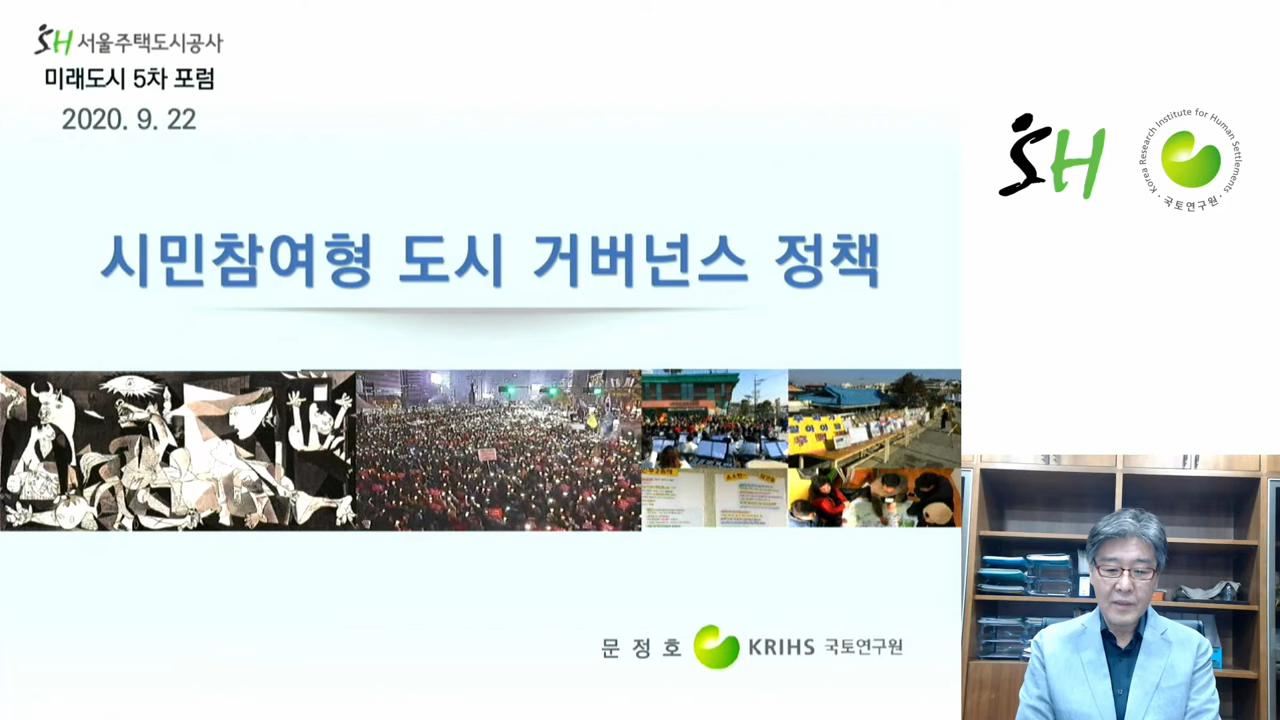 SH 서울주택도시공사
미래도시 5차 포럼
2020. 9. 22
SH
Korea Research Institute for Human Settlements
· 국토연구원 ·
시민참여형 도시 거버넌스 정책
문 정 호 KRIHS 국토연구원